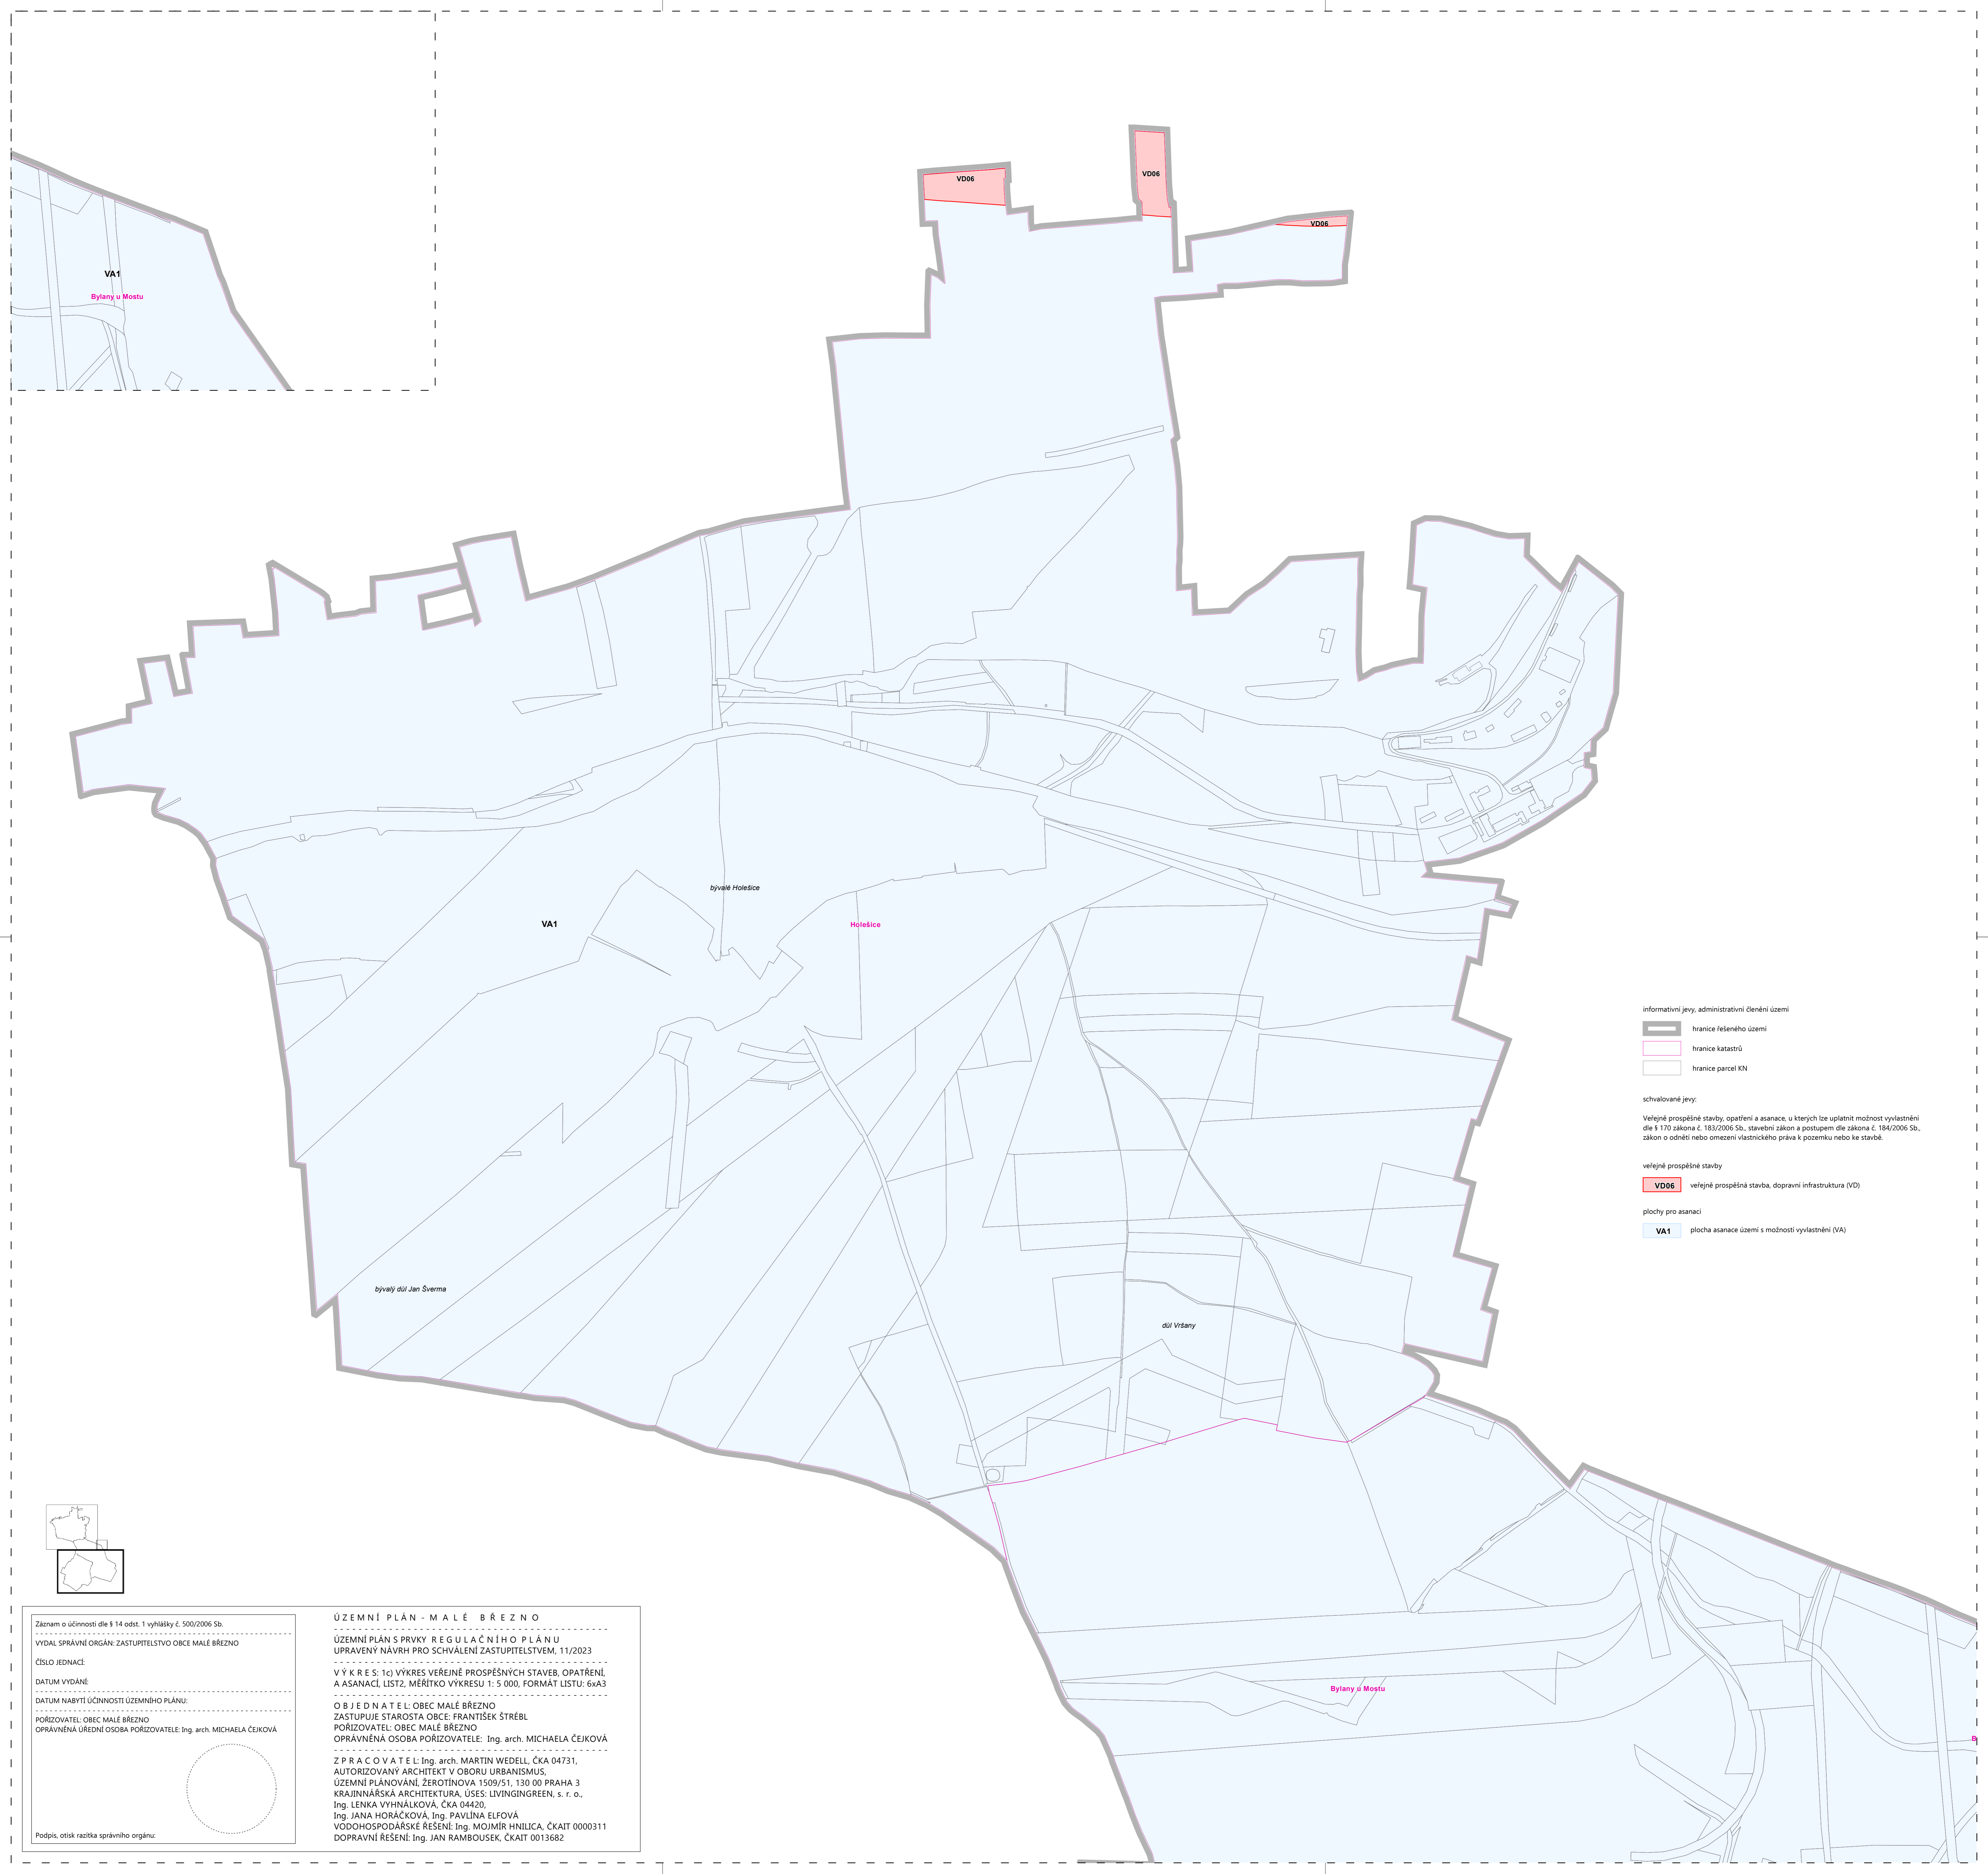 VD06
VD06
VD06
VA1
Bylany u Mostu
bývalé Holešice
VA1
Holešice
bývalý důl Jan Šverma
důl Vršany
Bylany u Mostu
B
informativní jevy, administrativní členění území
hranice řešeného území
hranice katastrů
hranice parcel KN
schvalované jevy:
Veřejně prospěšné stavby, opatření a asanace, u kterých lze uplatnit možnost vyvlastnění
dle § 170 zákona č. 183/2006 Sb., stavební zákon a postupem dle zákona č. 184/2006 Sb.,
zákon o odnětí nebo omezení vlastnického práva k pozemku nebo ke stavbě.
veřejně prospěšné stavby
VD06 veřejně prospěšná stavba, dopravní infrastruktura (VD)
plochy pro asanaci
VA1 plocha asanace území s možností vyvlastnění (VA)
Záznam o účinnosti dle § 14 odst. 1 vyhlášky č. 500/2006 Sb.
VYDAL SPRÁVNÍ ORGÁN: ZASTUPITELSTVO OBCE MALÉ BŘEZNO
ČÍSLO JEDNACÍ:
DATUM VYDÁNÍ:
DATUM NABYTÍ ÚČINNOSTI ÚZEMNÍHO PLÁNU:
POŘIZOVATEL: OBEC MALÉ BŘEZNO
OPRÁVNĚNÁ ÚŘEDNÍ OSOBA POŘIZOVATELE: Ing. arch. MICHAELA ČEJKOVÁ
Podpis, otisk razítka správního orgánu:
ÚZEMNÍ PLÁN - MALÉ BŘEZNO
ÚZEMNÍ PLÁN S PRVKY REGULAČNÍHO PLÁNU
UPRAVENÝ NÁVRH PRO SCHVÁLENÍ ZASTUPITELSTVEM, 11/2023
VÝKRES: 1c) VÝKRES VEŘEJNĚ PROSPĚŠNÝCH STAVEB, OPATŘENÍ,
A ASANACÍ, LIST2, MĚŘÍTKO VÝKRESU 1: 5 000, FORMÁT LISTU: 6xA3
OBJEDNATEL: OBEC MALÉ BŘEZNO
ZASTUPUJE STAROSTA OBCE: FRANTIŠEK ŠTRÉBL
POŘIZOVATEL: OBEC MALÉ BŘEZNO
OPRÁVNĚNÁ OSOBA POŘIZOVATELE: Ing. arch. MICHAELA ČEJKOVÁ
ZPRACOVATEL: Ing. arch. MARTIN WEDELL, ČKA 04731,
AUTORIZOVANÝ ARCHITEKT V OBORU URBANISMUS,
ÚZEMNÍ PLÁNOVÁNÍ, ŽEROTÍNOVA 1509/51, 130 00 PRAHA 3
KRAJINNÁŘSKÁ ARCHITEKTURA, ÚSES: LIVINGINGREEN, s. r. o.,
Ing. LENKA VYHNÁLKOVÁ, ČKA 04420,
Ing. JANA HORÁČKOVÁ, Ing. PAVLÍNA ELFOVÁ
VODOHOSPODÁŘSKÉ ŘEŠENÍ: Ing. MOJMÍR HNILICA, ČKAIT 0000311
DOPRAVNÍ ŘEŠENÍ: Ing. JAN RAMBOUSEK, ČKAIT 0013682